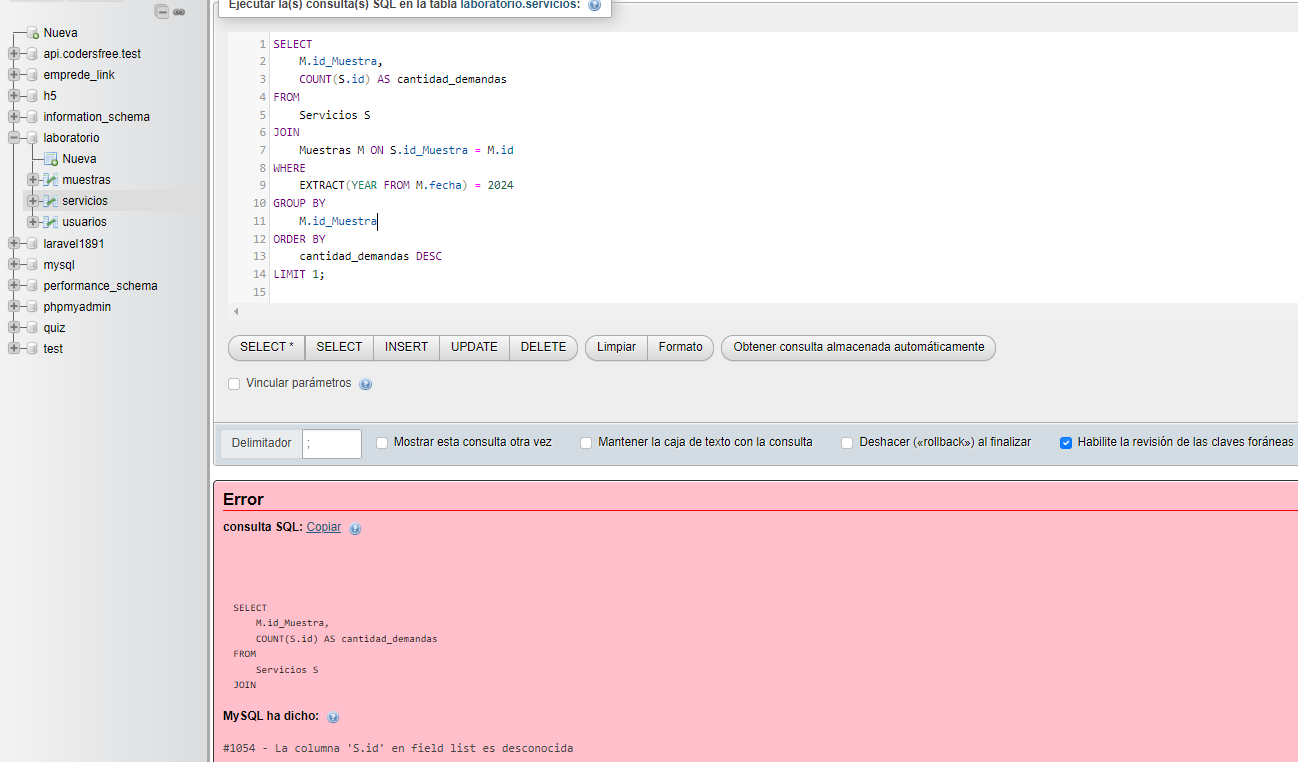 Nueva
api.codersfree.test
emprede_link
h5
information_schema
laboratorio
Nueva
muestras
servicios
usuarios
laravel1891
mysql
performance_schema
phpmyadmin
quiz
test
Ejecutar la(s) consulta(s) SQL en la tabla laboratorio.servicios:
1 SELECT
2 M.id_Muestra,
3 COUNT(S.id) AS cantidad_demandas
4 FROM
5 Servicios S
6 JOIN
7 Muestras M ON S.id_Muestra = M.id
8 WHERE
9 EXTRACT(YEAR FROM M.fecha) = 2024
10 GROUP BY
11 M.id_Muestra
12 ORDER BY
13 cantidad_demandas DESC
14 LIMIT 1;
15
SELECT * SELECT INSERT UPDATE DELETE Limpiar Formato Obtener consulta almacenada automáticamente
Vincular parámetros
Delimitador ; Mostrar esta consulta otra vez Mantener la caja de texto con la consulta Deshacer («rollback») al finalizar Habilite la revisión de las claves foráneas
Error
consulta SQL: Copiar
SELECT
M.id_Muestra,
COUNT(S.id) AS cantidad_demandas
FROM
Servicios S
JOIN
MySQL ha dicho:
#1054 - La columna 'S.id' en field list es desconocida